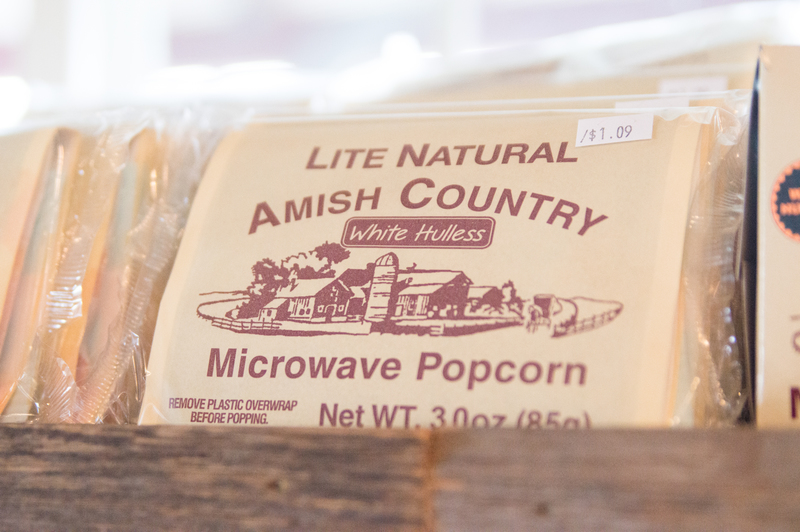 /$1.09
LITE NATURAL
AMISH COUNTRY
White Hulless
Microwave Popcorn
REMOVE PLASTIC OVERWRAP
BEFORE POPPING.
Net WT. 3.0oz (85g)